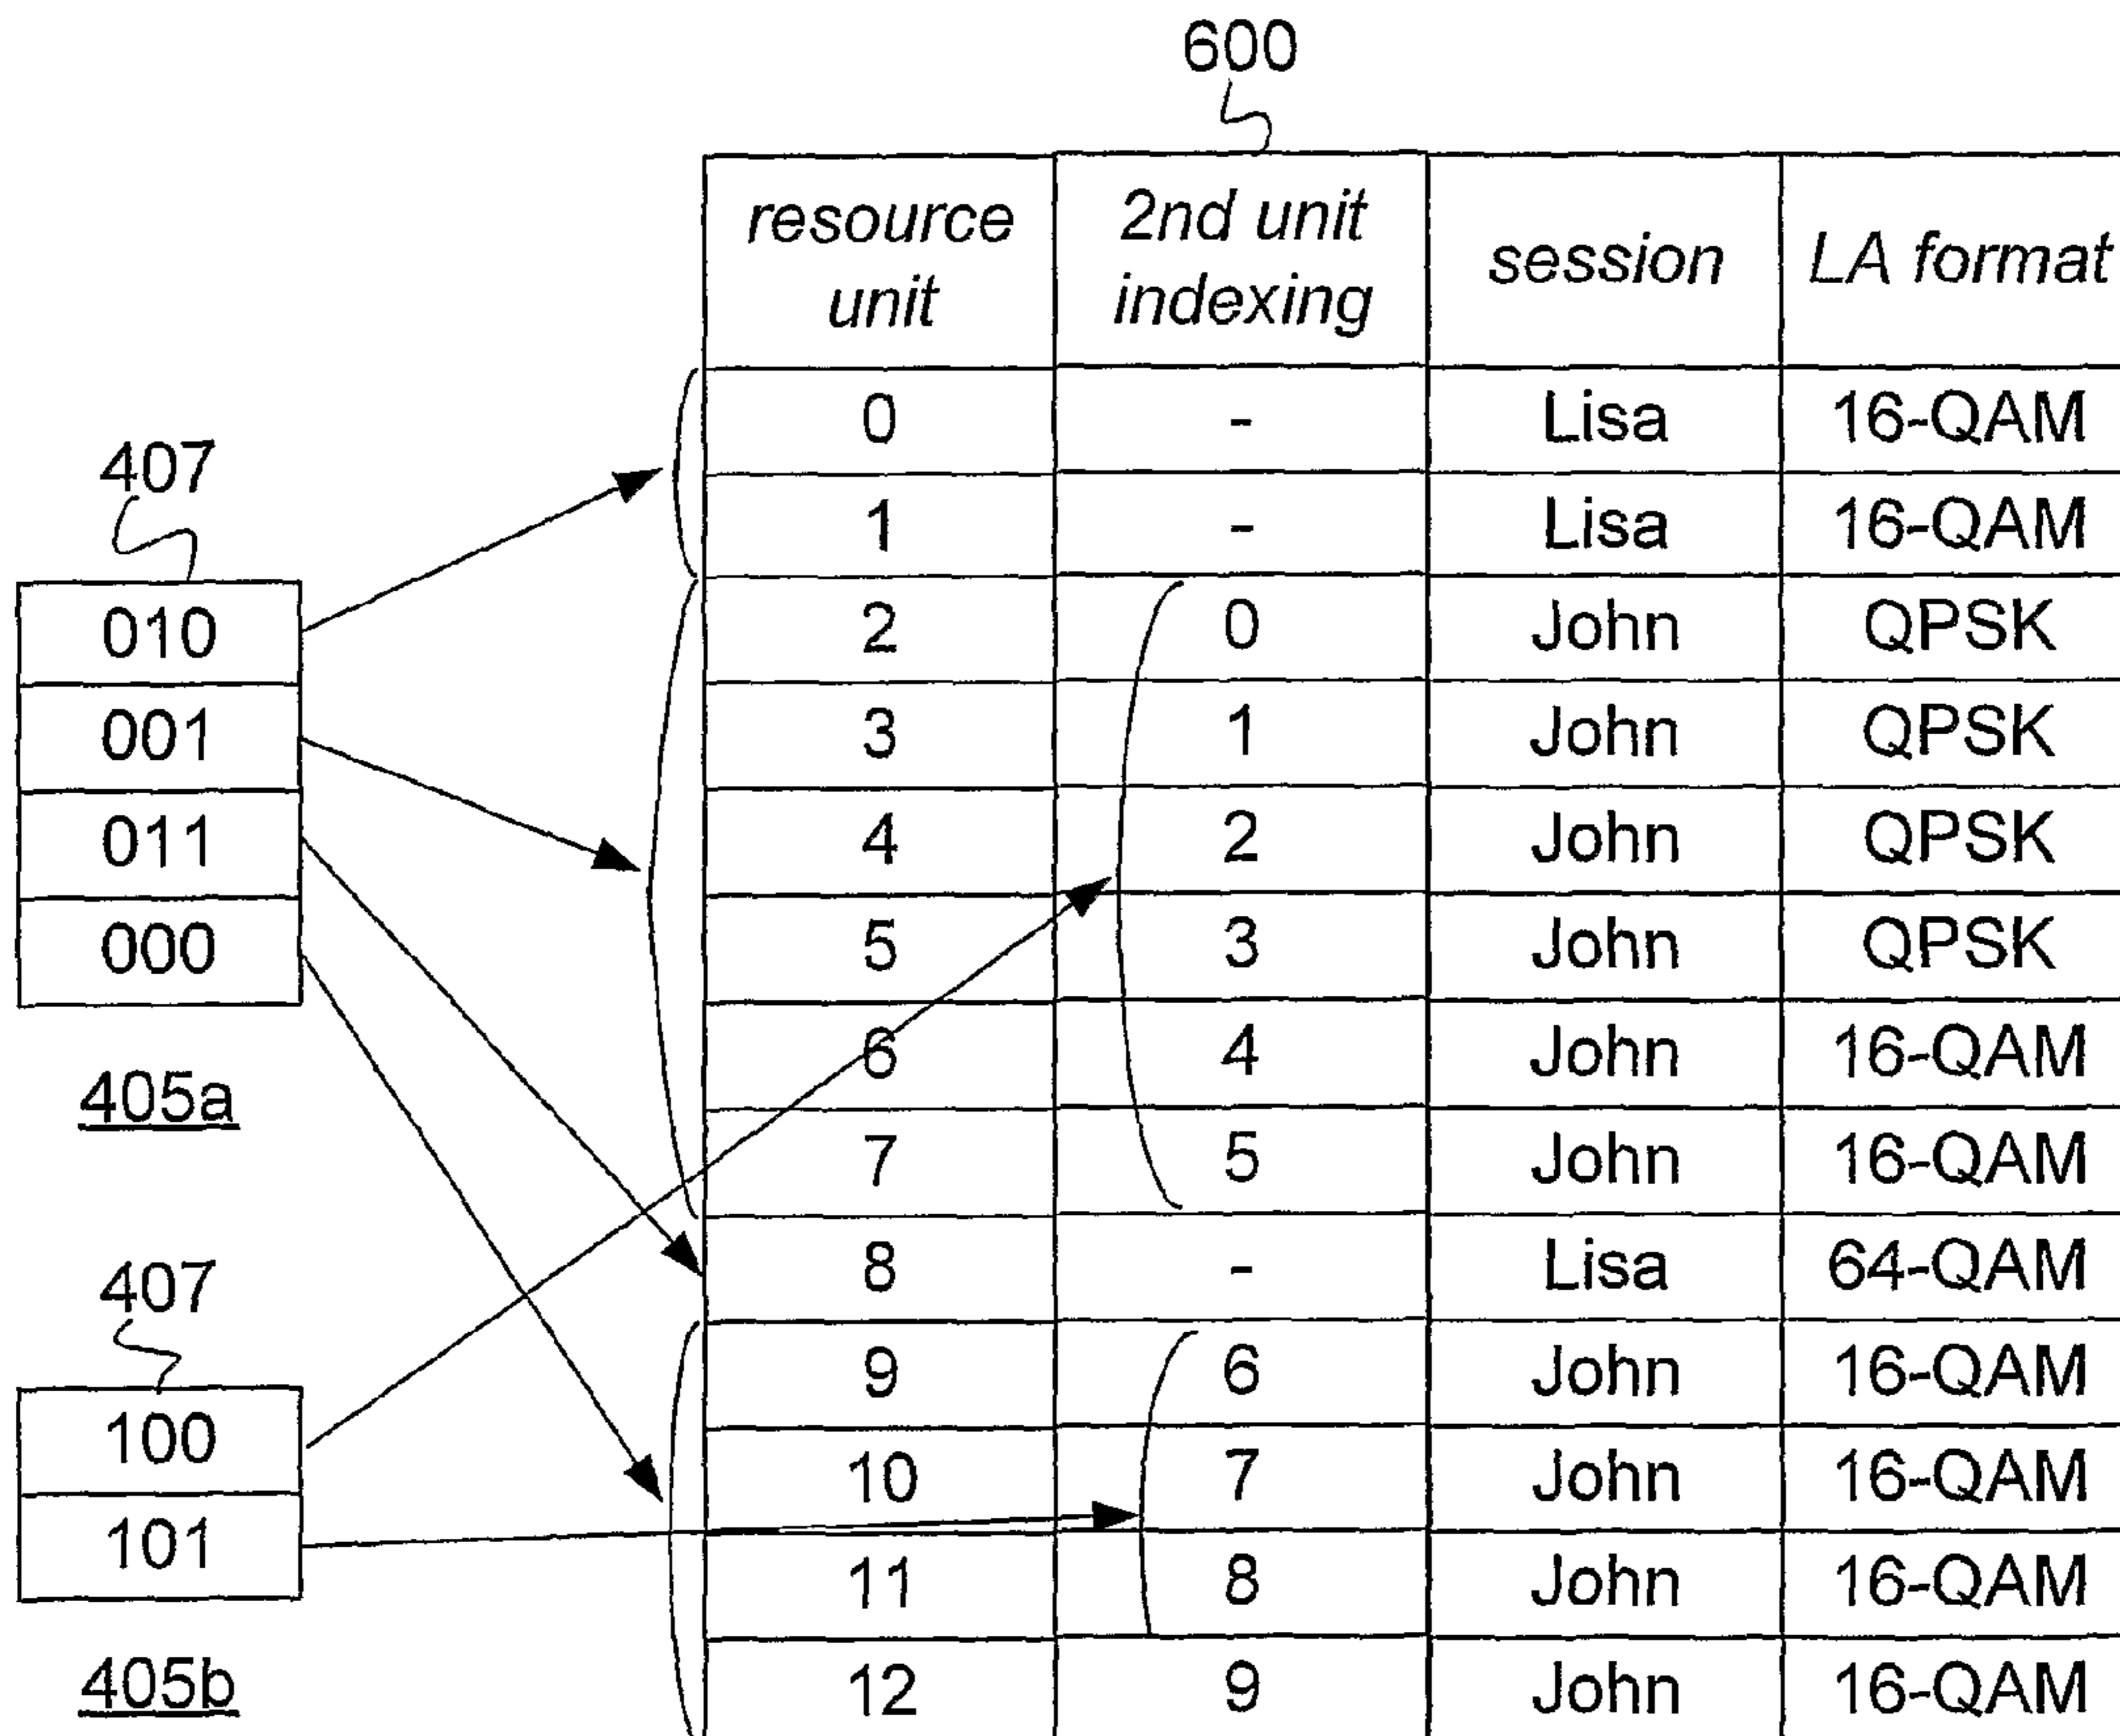 600
resource unit 2nd unit indexing session LA format
0 - Lisa 16-QAM
1 - Lisa 16-QAM
2 0 John QPSK
3 1 John QPSK
4 2 John QPSK
5 3 John QPSK
6 4 John 16-QAM
7 5 John 16-QAM
8 - Lisa 64-QAM
9 6 John 16-QAM
10 7 John 16-QAM
11 8 John 16-QAM
12 9 John 16-QAM
407
010
001
011
000
405a
407
100
101
405b